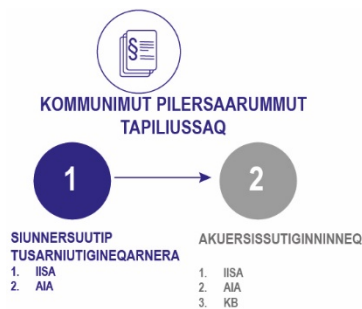 §
KOMMUNIMUT PILERSAARUMMUT
TAPILIUSSAQ
1
2
SIUNNERSUUTIP
TUSARNIUTIGINEQARNERA
1. IISA
2. AIA
AKUERSISSUTIGINNINNEQ
1. IISA
2. AIA
3. KB